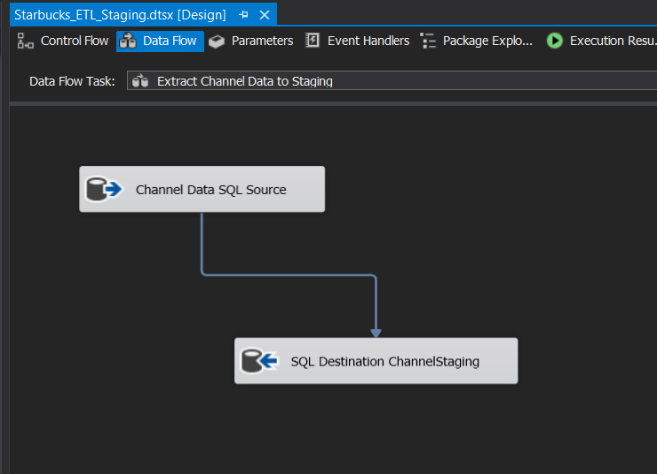 Starbucks_ETL_Staging.dtsx [Design]
Control Flow Data Flow Parameters Event Handlers Package Explo... Execution Resu...
Data Flow Task: Extract Channel Data to Staging
Channel Data SQL Source
SQL Destination ChannelStaging